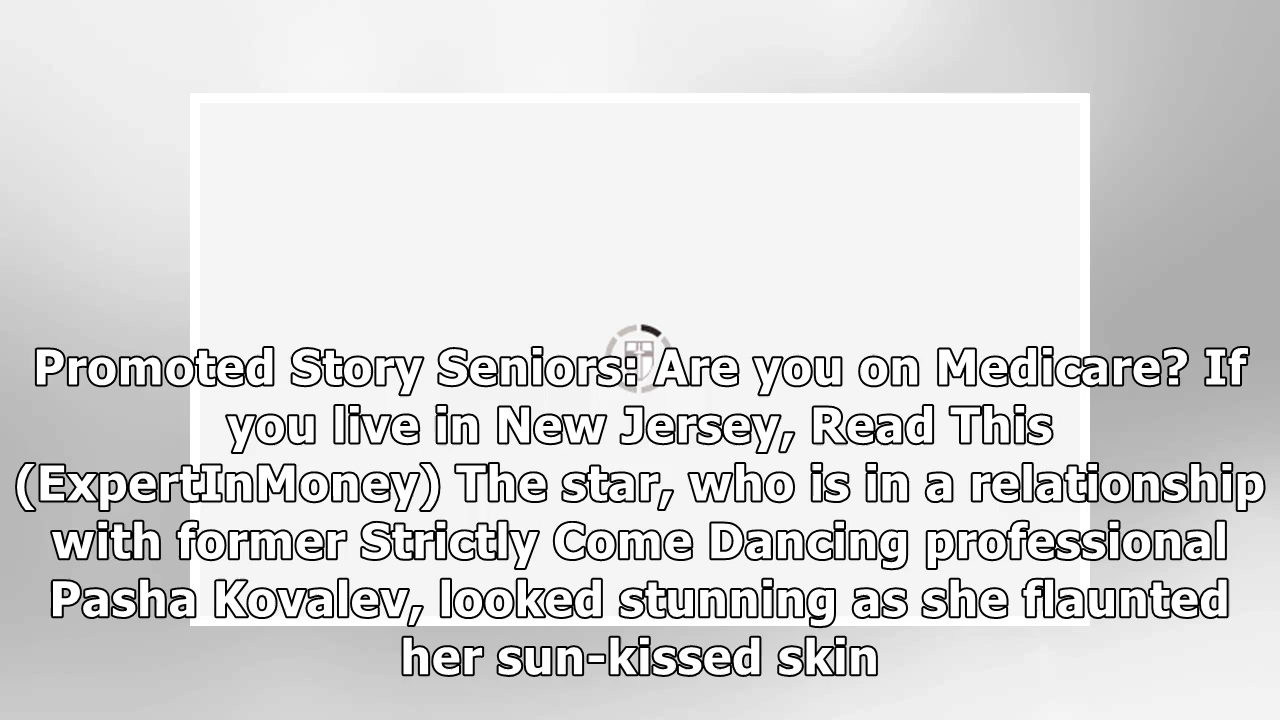 Promoted Story Seniors: Are you on Medicare? If
you live in New Jersey, Read This
(ExpertInMoney) The star, who is in a relationship
with former Strictly Come Dancing professional
Pasha Kovalev, looked stunning as she flaunted
her sun-kissed skin